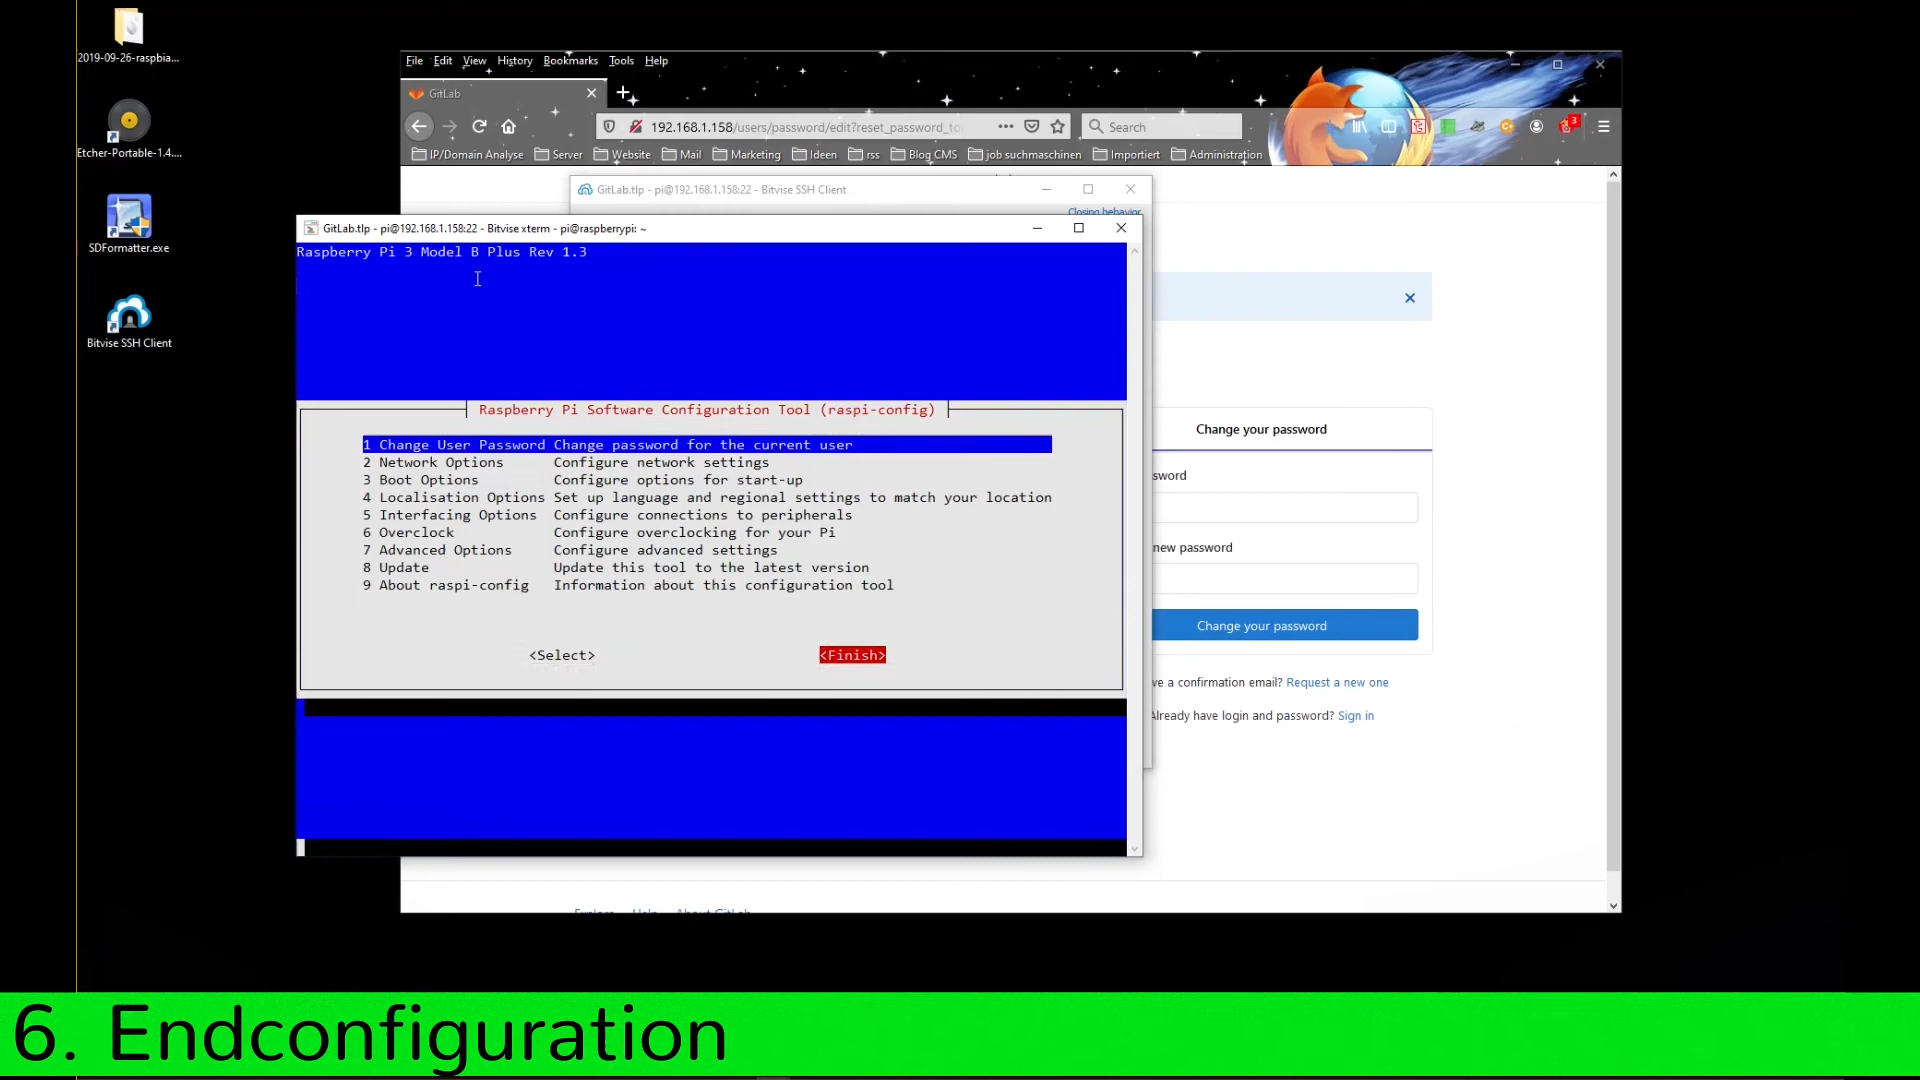 2019-09-26-raspbia...
Etcher-Portable-1.4....
SDFormatter.exe
Bitvise SSH Client
File Edit View History Bookmarks Tools Help
GitLab
192.168.1.158/users/password/edit?reset_password_to
Search
3
IP/Domain Analyse Server Website Mail Marketing Ideen rss Blog CMS job suchmaschinen Importiert Administration
GitLab.tlp - pi@192.168.1.158:22 - Bitvise SSH Client
Closing behavior
GitLab.tlp - pi@192.168.1.158:22 - Bitvise xterm - pi@raspberrypi: ~
Raspberry Pi 3 Model B Plus Rev 1.3
Raspberry Pi Software Configuration Tool (raspi-config)
1 Change User Password Change password for the current user
2 Network Options Configure network settings
3 Boot Options Configure options for start-up
4 Localisation Options Set up language and regional settings to match your location
5 Interfacing Options Configure connections to peripherals
6 Overclock Configure overclocking for your Pi
7 Advanced Options Configure advanced settings
8 Update Update this tool to the latest version
9 About raspi-config Information about this configuration tool
<Select> <Finish>
Change your password
sword
new password
Change your password
ve a confirmation email? Request a new one
Already have login and password? Sign in
Explore Help About GitLab
6. Endconfiguration